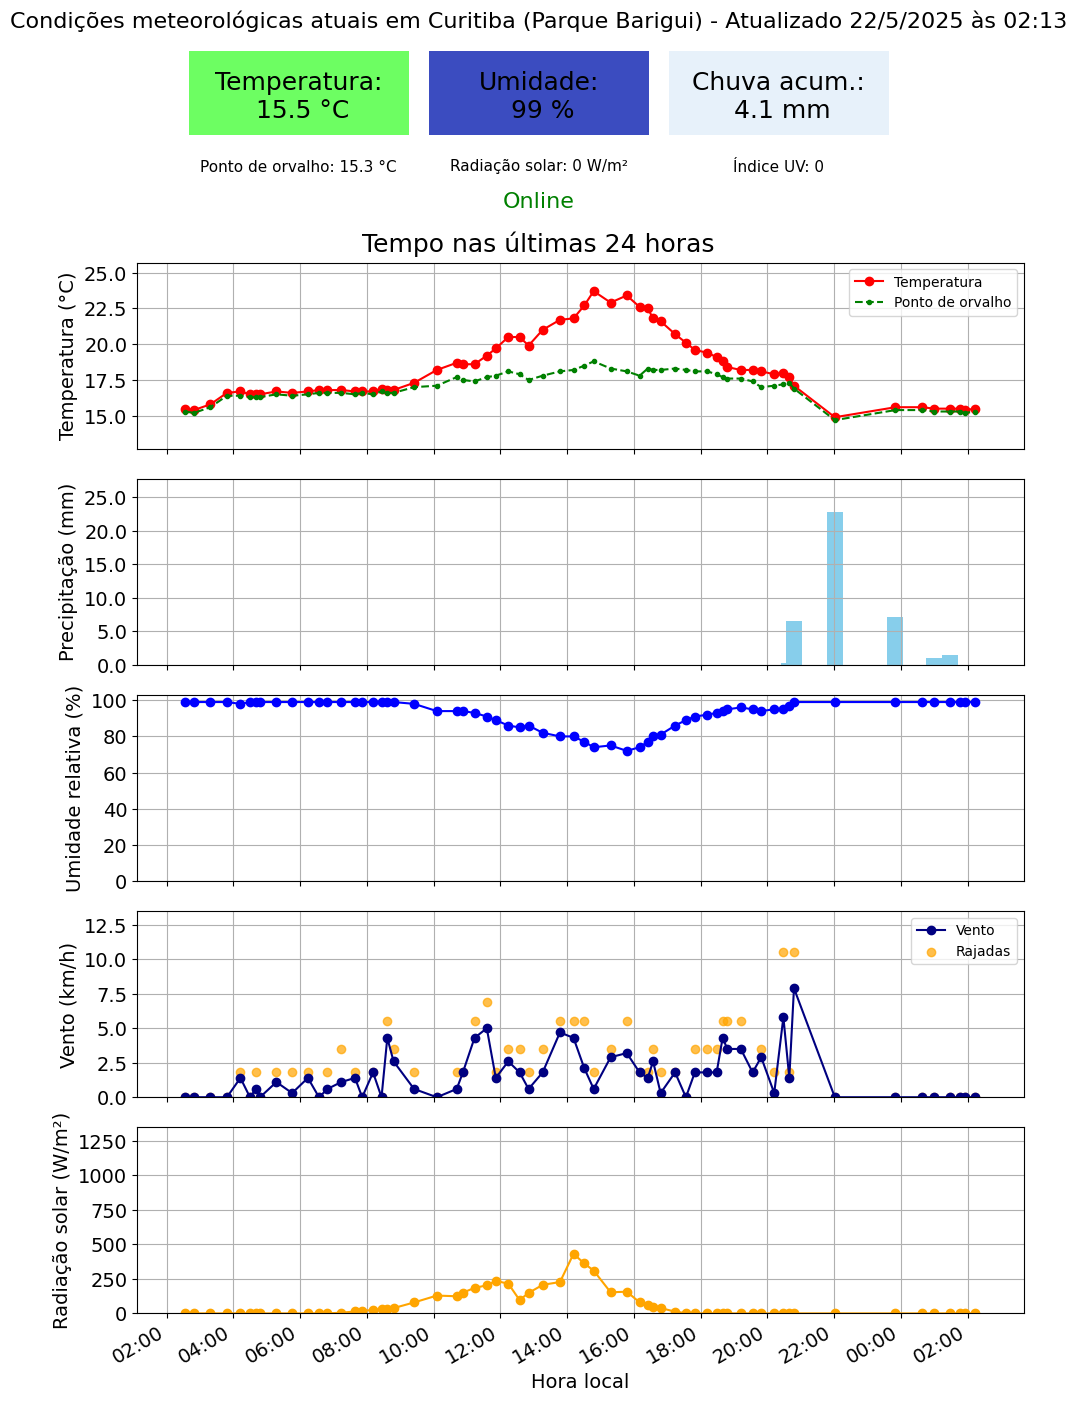 Condições meteorológicas atuais em Curitiba (Parque Barigui) - Atualizado 22/5/2025 às 02:13
Temperatura:
15.5 °C
Umidade:
99 %
Chuva acum.:
4.1 mm
Ponto de orvalho: 15.3 °C
Radiação solar: 0 W/m²
Índice UV: 0
Online
Tempo nas últimas 24 horas
Temperatura (°C)
25.0
22.5
20.0
17.5
15.0
Temperatura
Ponto de orvalho
Precipitação (mm)
25.0
20.0
15.0
10.0
5.0
0.0
Umidade relativa (%)
100
80
60
40
20
0
Vento (km/h)
12.5
10.0
7.5
5.0
2.5
0.0
Vento
Rajadas
Radiação solar (W/m²)
1250
1000
750
500
250
0
02:00
04:00
06:00
08:00
10:00
12:00
14:00
16:00
18:00
20:00
22:00
00:00
02:00
Hora local